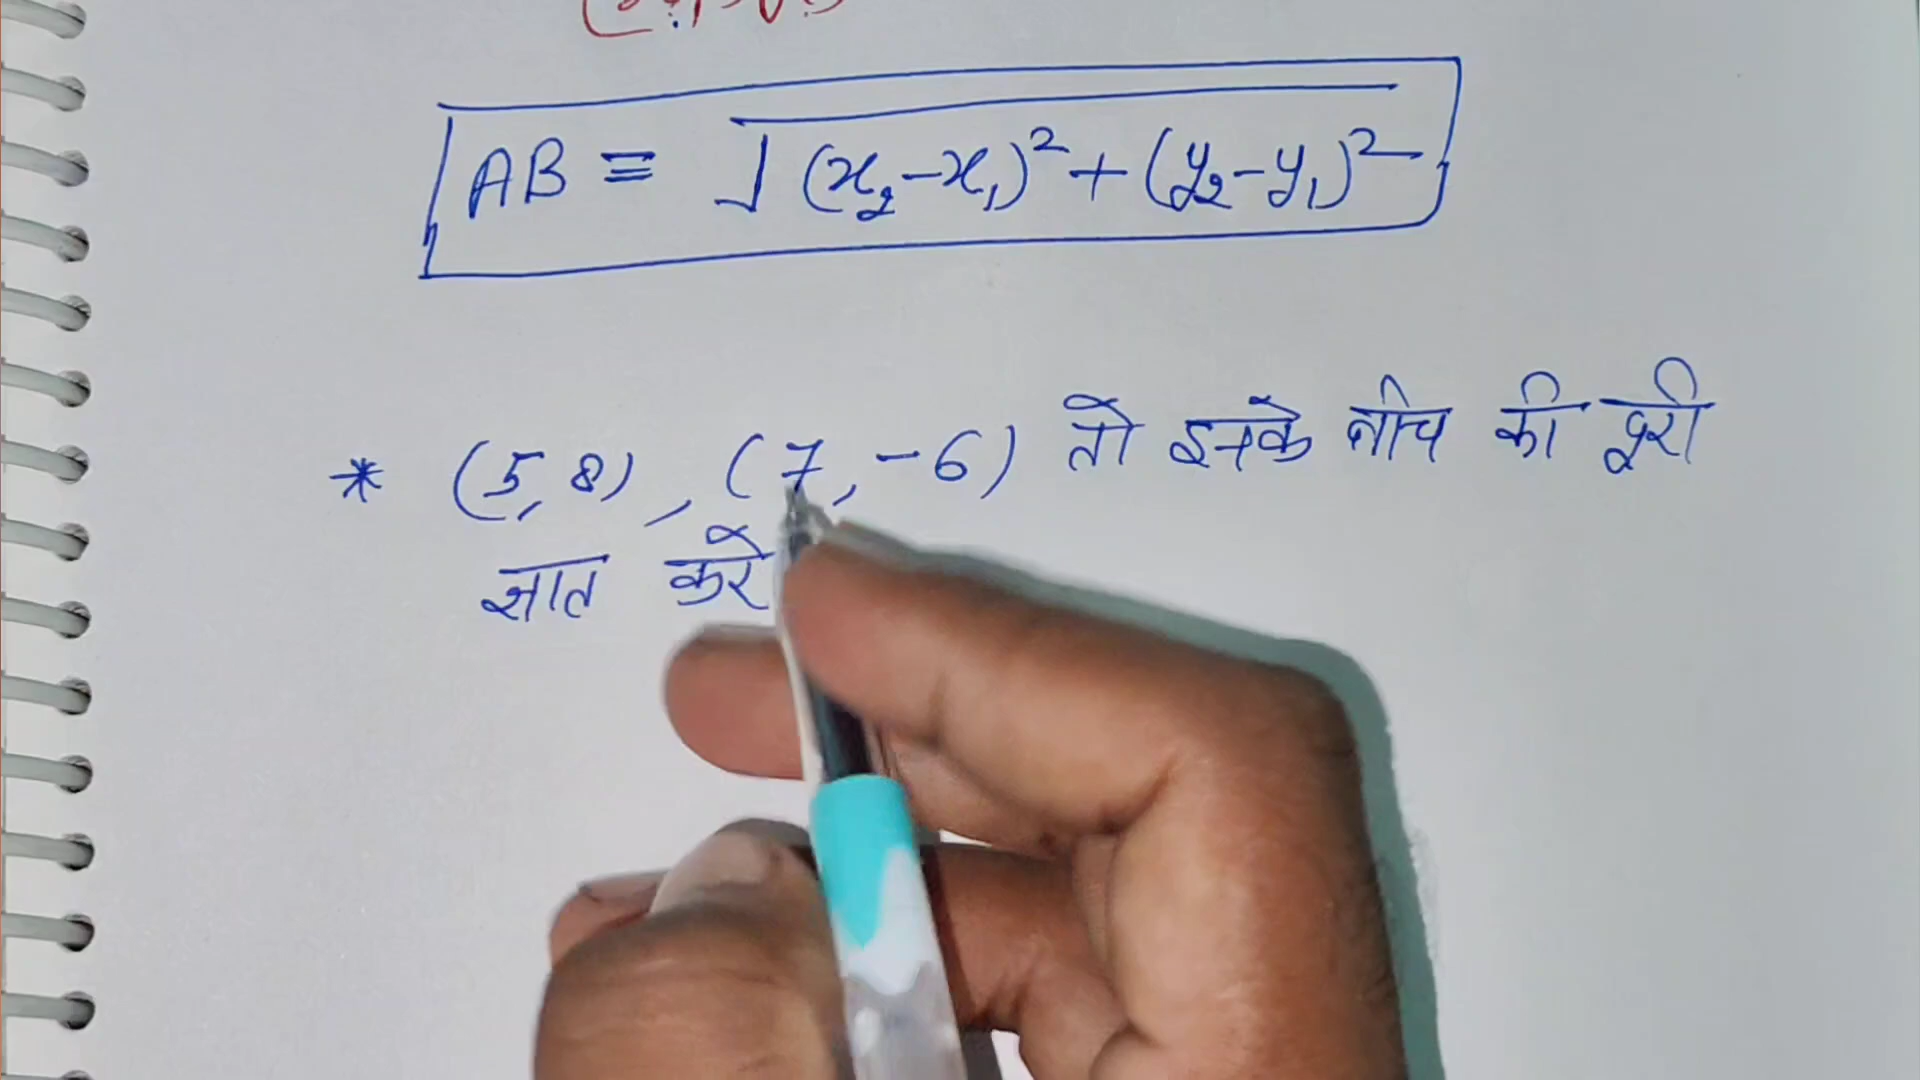 AB = √(x₂-x₁)²+(y₂-y₁)²
* (5, 8), (7, -6) तो इनके बीच की दूरी
ज्ञात करे